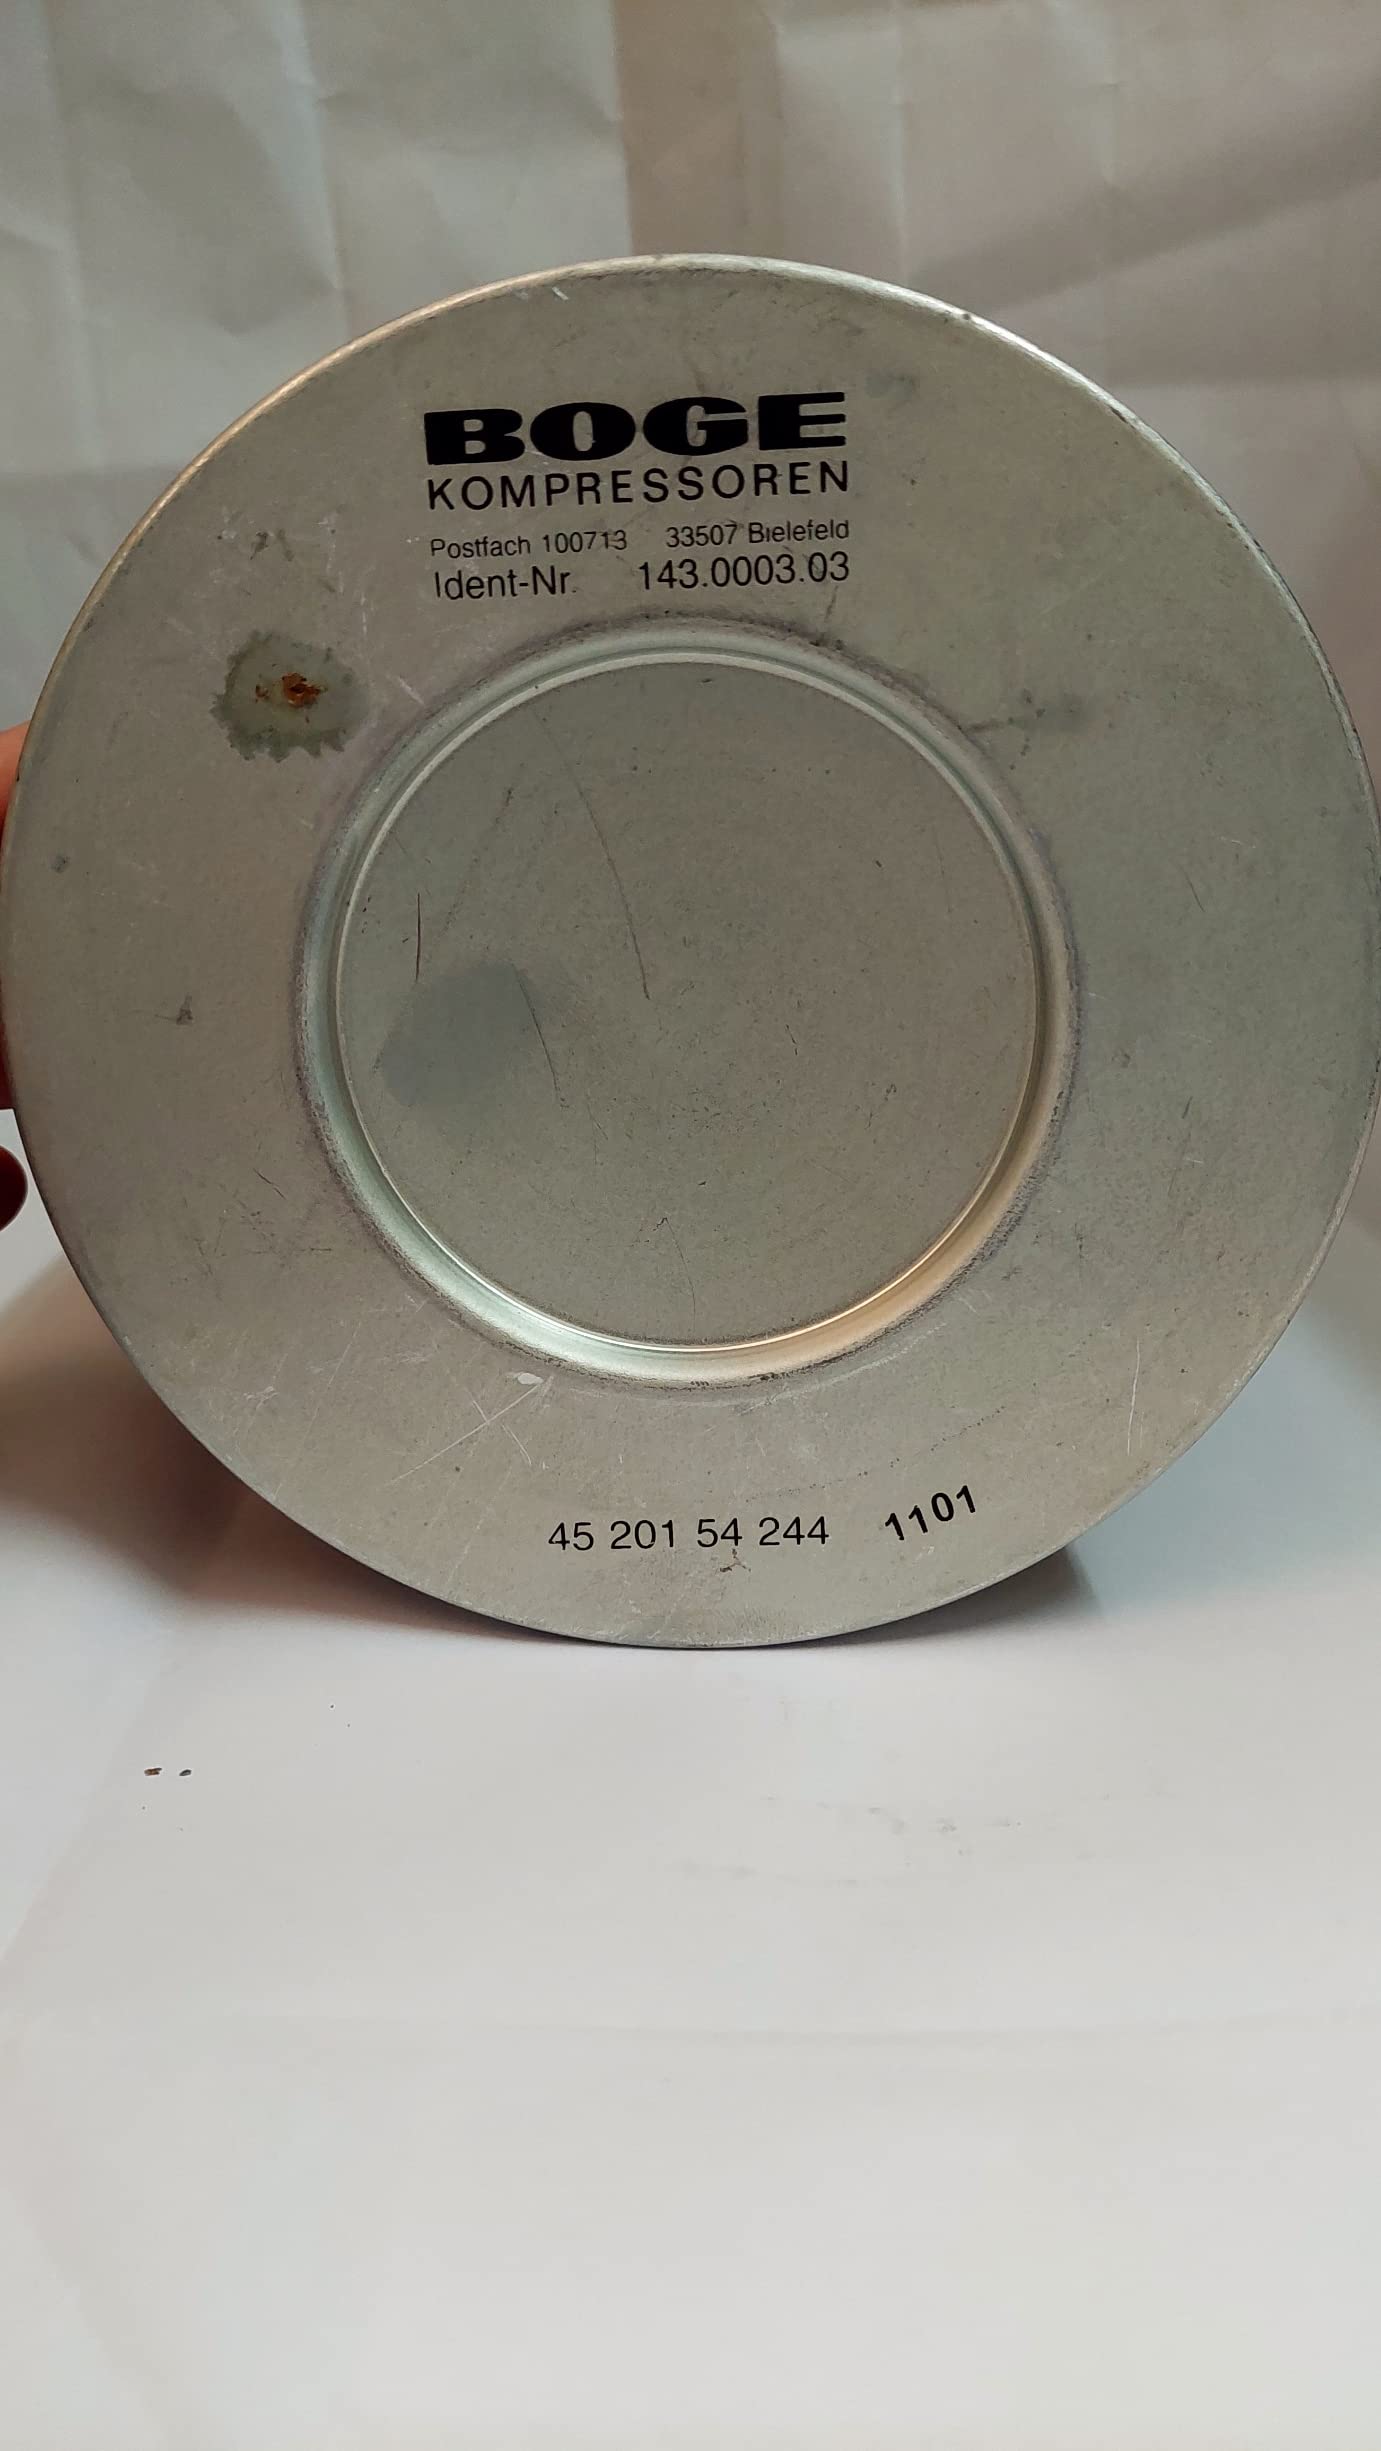 BOGE
KOMPRESSOREN
Postfach 100713 33507 Bielefeld
Ident-Nr. 143.0003.03
45 201 54 244 1101